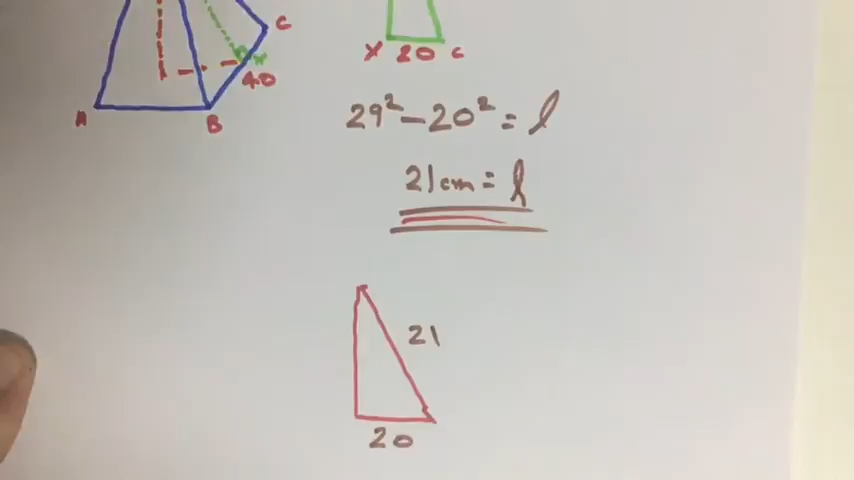 C
X 20 C
40
A
B
29² - 20² = l
21cm = l
21
20